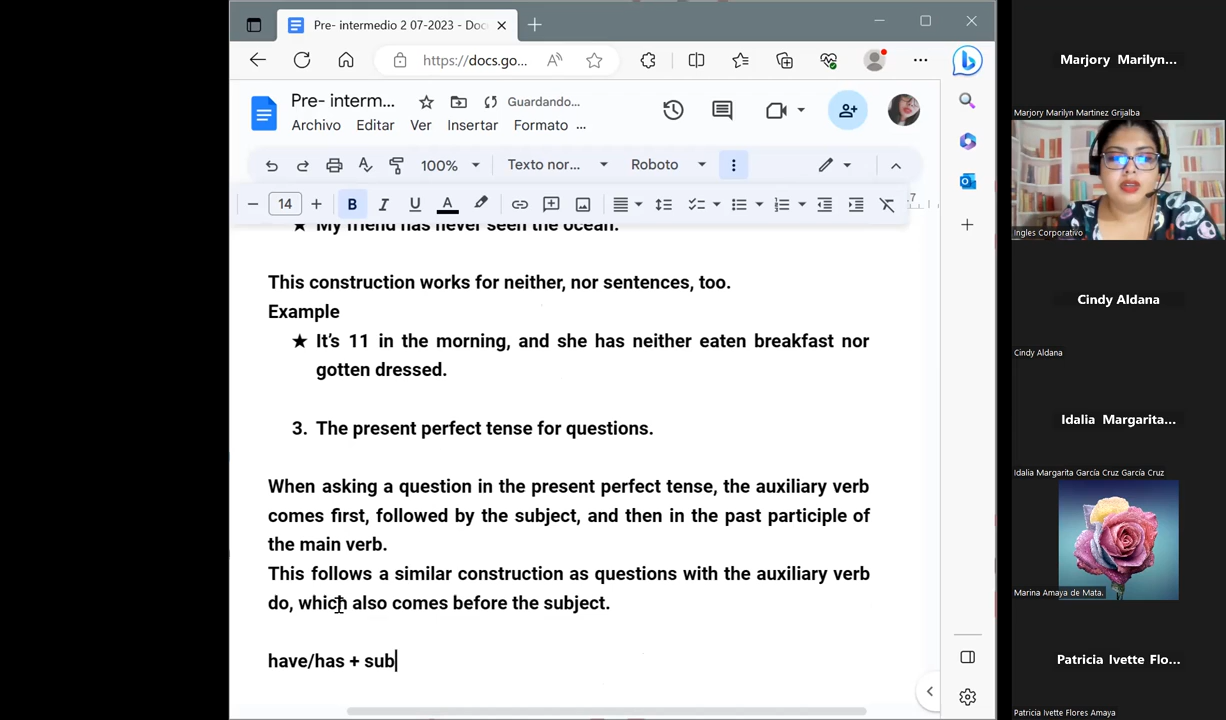 Pre- intermedio 2 07-2023 - Doc
https://docs.go...
Pre- interm...
Guardando...
Archivo Editar Ver Insertar Formato ...
100% Texto nor... Roboto
14
7
★ My friend has never seen the ocean.
This construction works for neither, nor sentences, too.
Example
★ It's 11 in the morning, and she has neither eaten breakfast nor
gotten dressed.
3. The present perfect tense for questions.
When asking a question in the present perfect tense, the auxiliary verb
comes first, followed by the subject, and then in the past participle of
the main verb.
This follows a similar construction as questions with the auxiliary verb
do, which also comes before the subject.
have/has + sub
Marjory Marilyn...
Marjory Marilyn Martinez Grijalba
Ingles Corporativo
Cindy Aldana
Cindy Aldana
Idalia Margarita...
Idalia Margarita García Cruz García Cruz
Marina Amaya de Mata.
Patricia Ivette Flo...
Patricia Ivette Flores Amaya